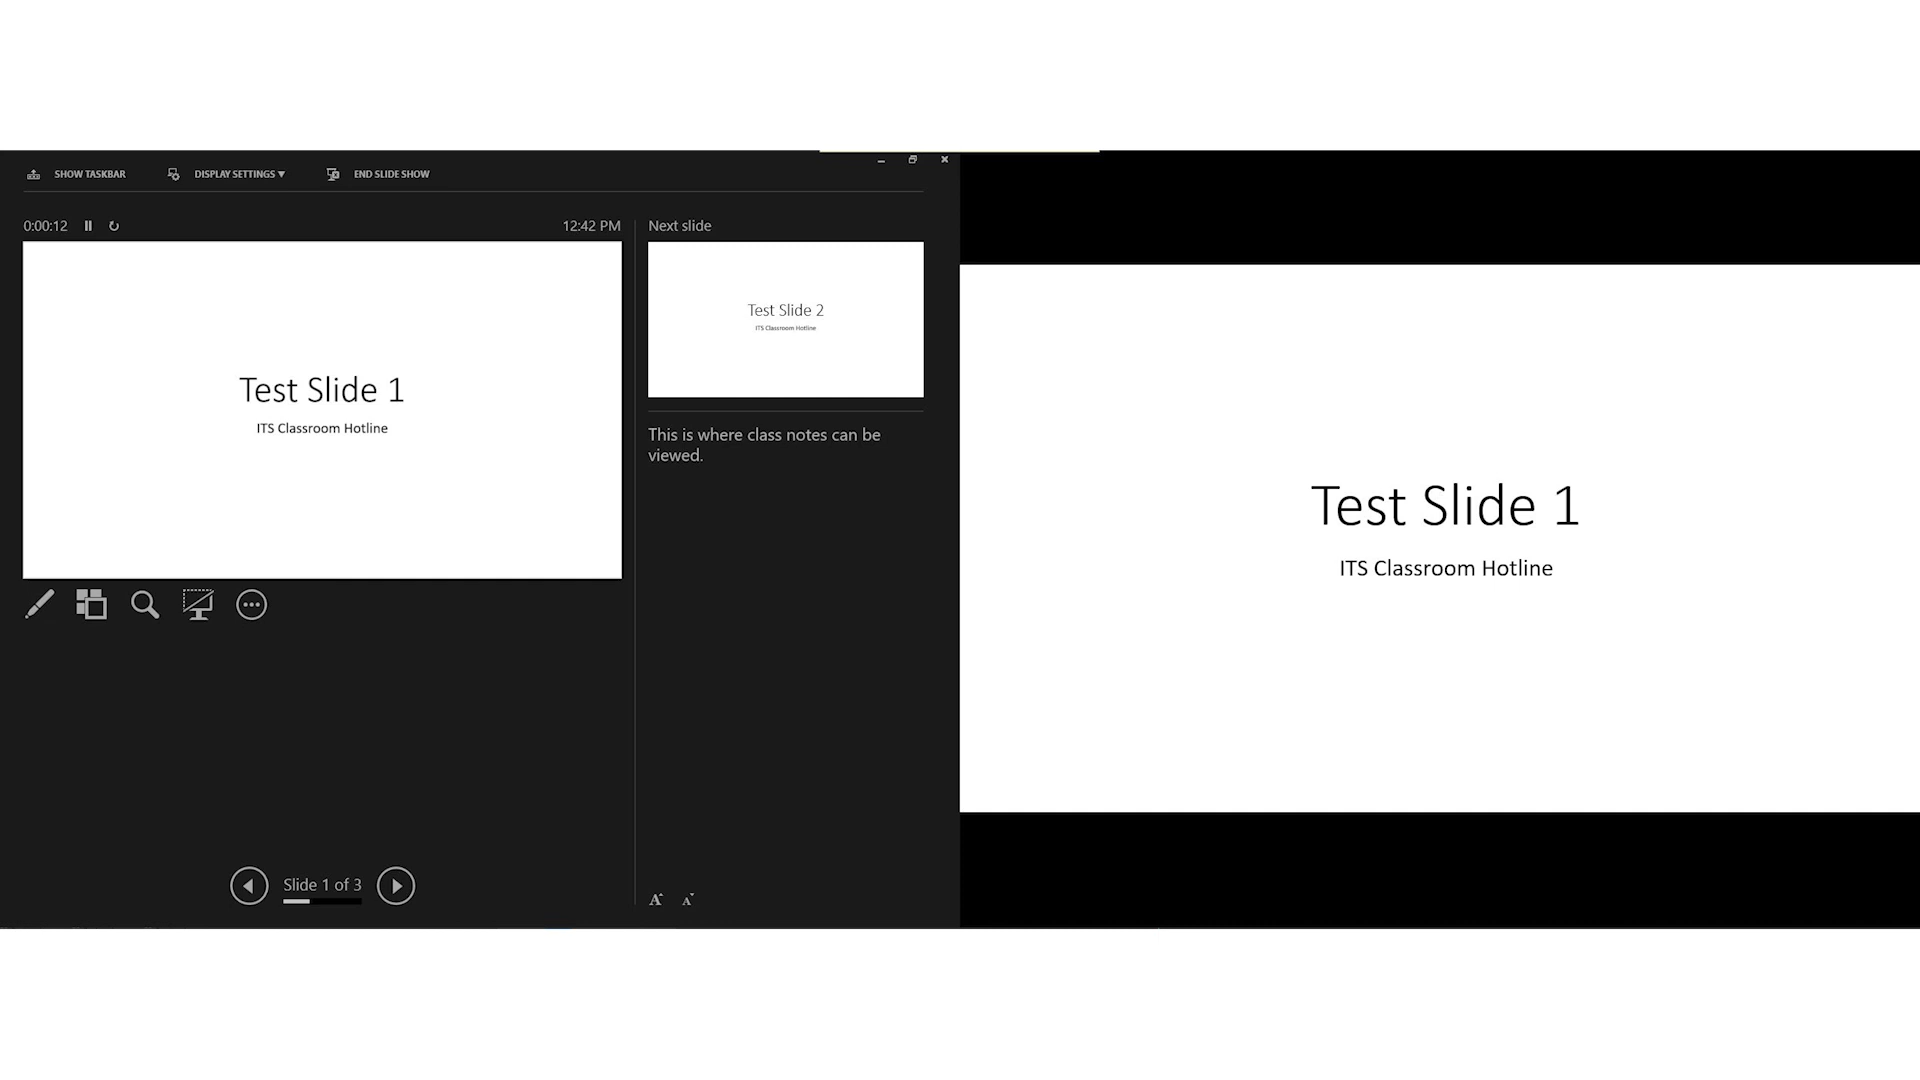 SHOW TASKBAR
DISPLAY SETTINGS ▾
END SLIDE SHOW
0:00:12
12:42 PM
Next slide
Test Slide 1
ITS Classroom Hotline
Test Slide 2
ITS Classroom Hotline
This is where class notes can be
viewed.
Slide 1 of 3
A A
Test Slide 1
ITS Classroom Hotline